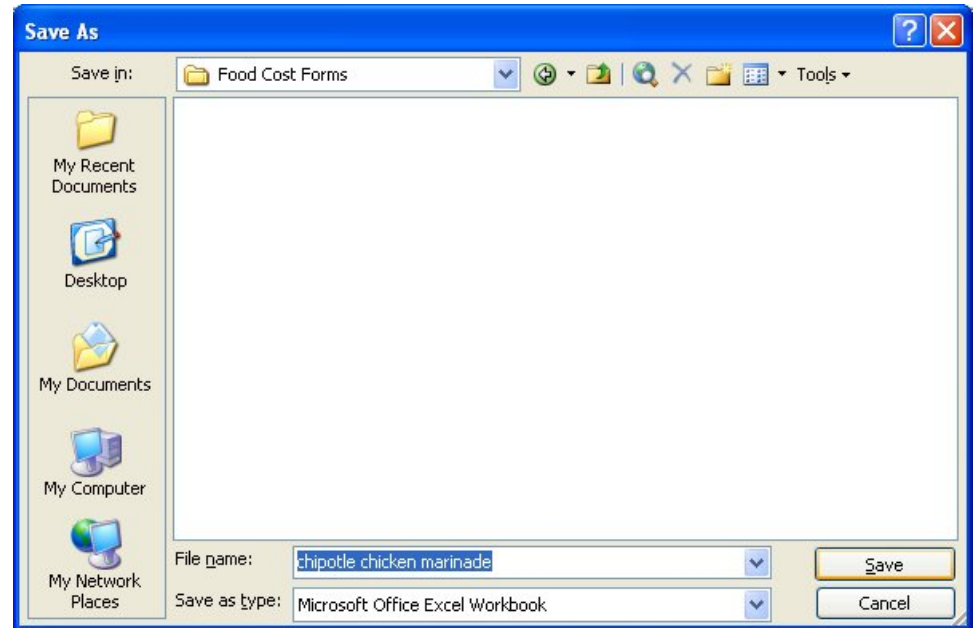 Save As
Save in:
Food Cost Forms
Tools
My Recent
Documents
Desktop
My Documents
My Computer
My Network
Places
File name:
chipotle chicken marinade
Save
Save as type:
Microsoft Office Excel Workbook
Cancel